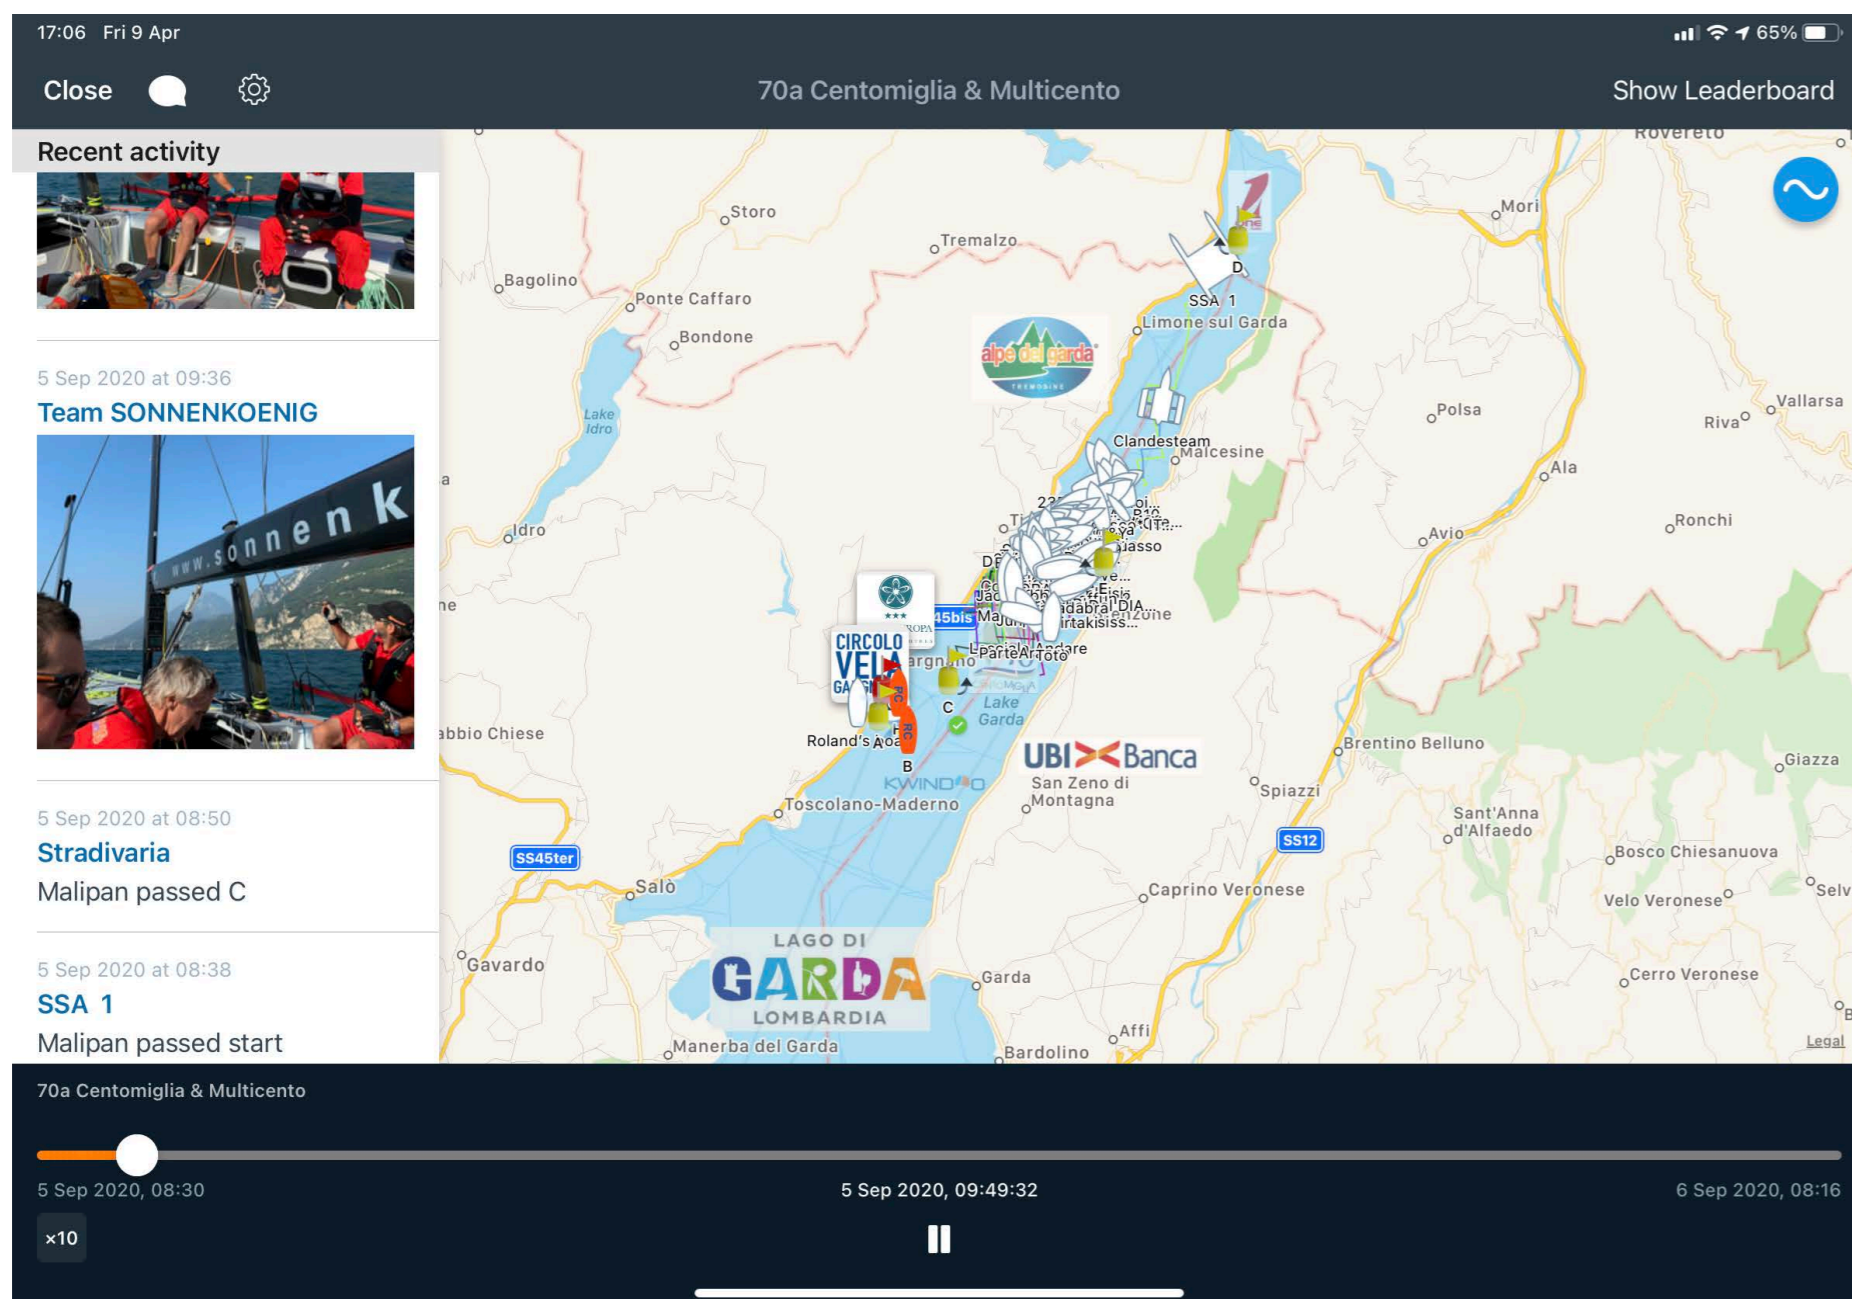 17:06 Fri 9 Apr
65%
Close
70a Centomiglia & Multicento
Show Leaderboard
Recent activity
5 Sep 2020 at 09:36
Team SONNENKOENIG
www.sonnenk
5 Sep 2020 at 08:50
Stradivaria
Malipan passed C
5 Sep 2020 at 08:38
SSA 1
Malipan passed start
Rovereto
Storo
Mori
Tremalzo
Bagolino
D
Ponte Caffaro
SSA 1
Limone sul Garda
Bondone
alpe del garda
TREMOSINE
Vallarsa
Polsa
Lake
Idro
Riva
Clandesteam
Malcesine
Ala
Ronchi
Idro
Avio
45bis
CIRCOLO
VELA
ParteArToto
Lake
Garda
C
PC
RC
abbio Chiese
Roland's
A
B
UBI Banca
Brentino Belluno
Giazza
KWINDOO
San Zeno di
Montagna
Spiazzi
Toscolano-Maderno
Sant'Anna
d'Alfaedo
SS12
SS45ter
Bosco Chiesanuova
Salò
Caprino Veronese
Selv
Velo Veronese
LAGO DI
GARDA
LOMBARDIA
Gavardo
Garda
Cerro Veronese
Affi
Manerba del Garda
Bardolino
Legal
70a Centomiglia & Multicento
5 Sep 2020, 08:30
5 Sep 2020, 09:49:32
6 Sep 2020, 08:16
×10